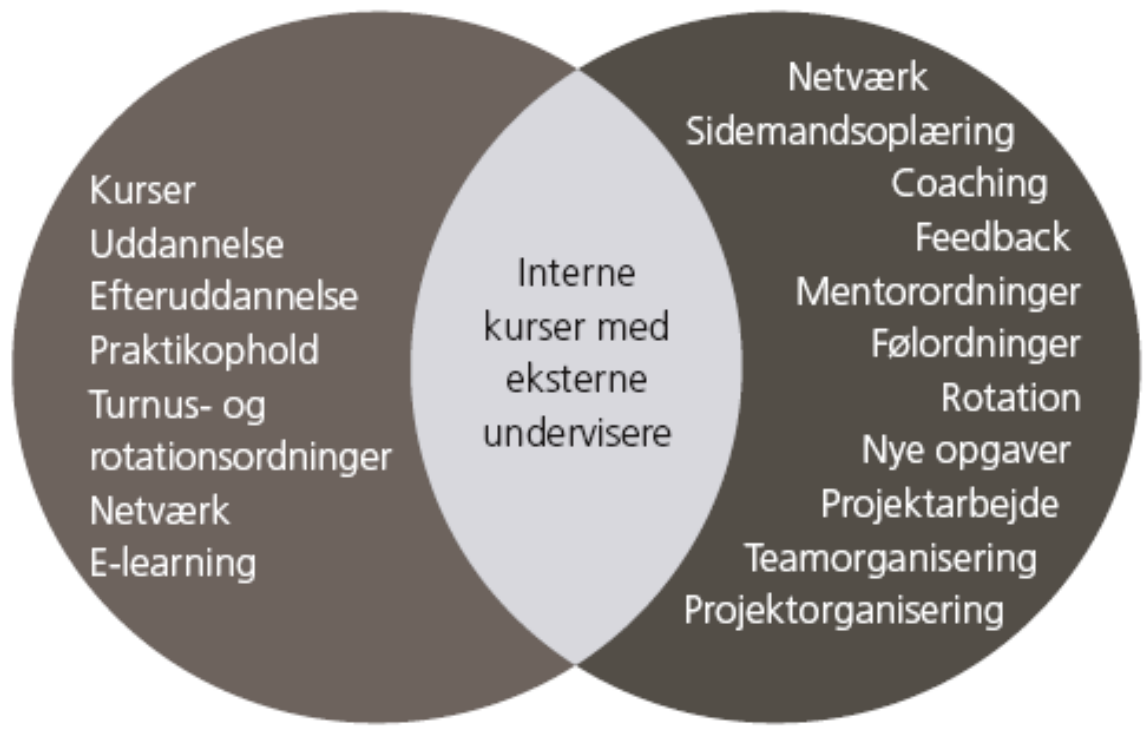 Kurser
Uddannelse
Efteruddannelse
Praktikophold
Turnus- og
rotationsordninger
Netværk
E-learning
Interne
kurser med
eksterne
undervisere
Netværk
Sidemandsoplæring
Coaching
Feedback
Mentorordninger
Følordninger
Rotation
Nye opgaver
Projektarbejde
Teamorganisering
Projektorganisering